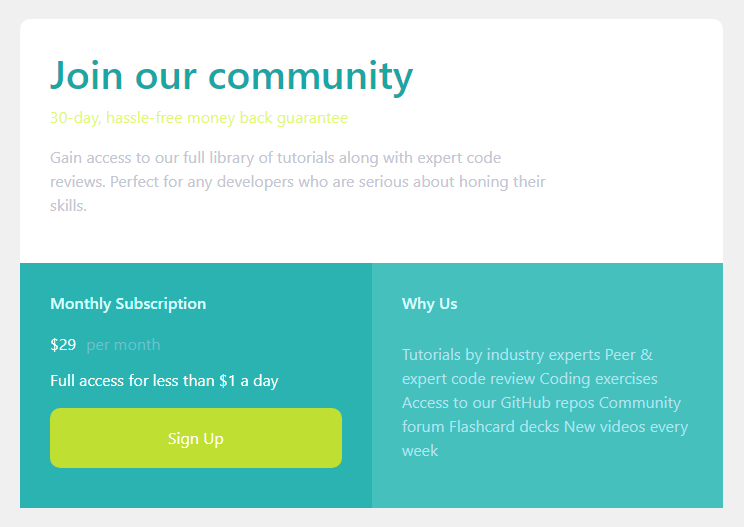 Join our community
30-day, hassle-free money back guarantee
Gain access to our full library of tutorials along with expert code
reviews. Perfect for any developers who are serious about honing their
skills.
Monthly Subscription
$29 per month
Full access for less than $1 a day
Sign Up
Why Us
Tutorials by industry experts Peer &
expert code review Coding exercises
Access to our GitHub repos Community
forum Flashcard decks New videos every
week